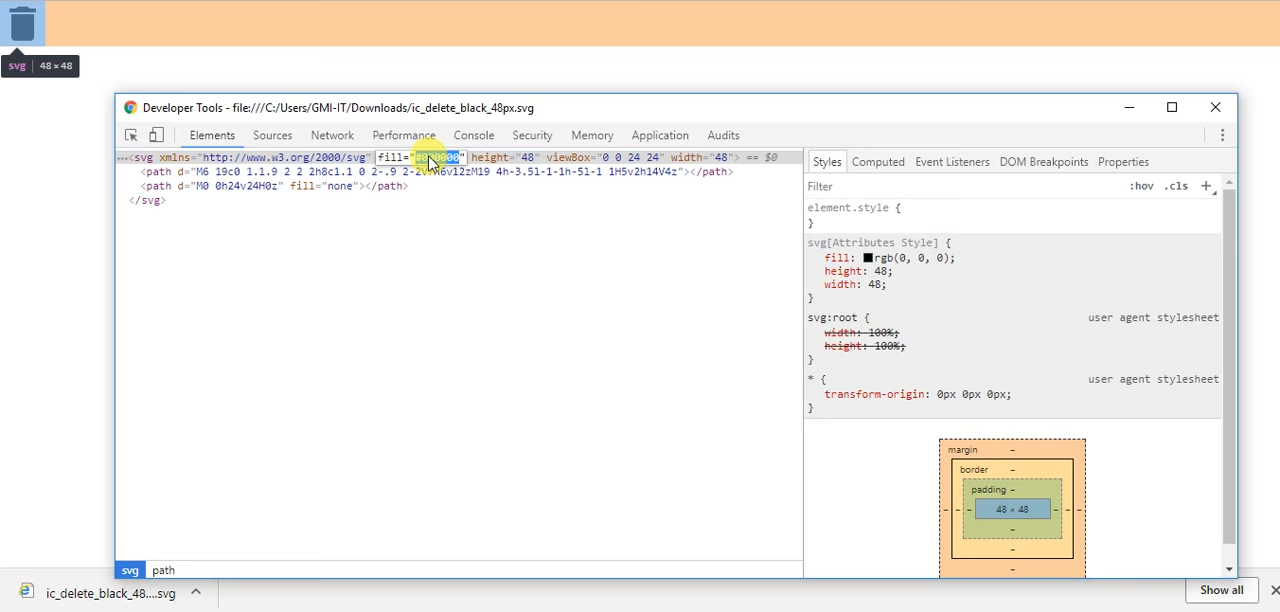 svg | 48 × 48
Developer Tools - file:///C:/Users/GMI-IT/Downloads/ic_delete_black_48px.svg
Elements Sources Network Performance Console Security Memory Application Audits
…<svg xmlns="http://www.w3.org/2000/svg" fill="#000000" height="48" viewBox="0 0 24 24" width="48"> == $0
<path d="M6 19c0 1.1.9 2 2 2h8c1.1 0 2-.9 2-2V7H6v12zM19 4h-3.5l-1-1h-5l-1 1H5v2h14V4z"></path>
<path d="M0 0h24v24H0z" fill="none"></path>
</svg>
Styles Computed Event Listeners DOM Breakpoints Properties
Filter :hov .cls +
element.style {
}
svg[Attributes Style] {
fill: rgb(0, 0, 0);
height: 48;
width: 48;
}
svg:root { user agent stylesheet
width: 100%;
height: 100%;
}
* { user agent stylesheet
transform-origin: 0px 0px 0px;
}
margin –
border –
padding –
– – – 48 × 48 – – –
–
–
–
svg path
ic_delete_black_48....svg
Show all